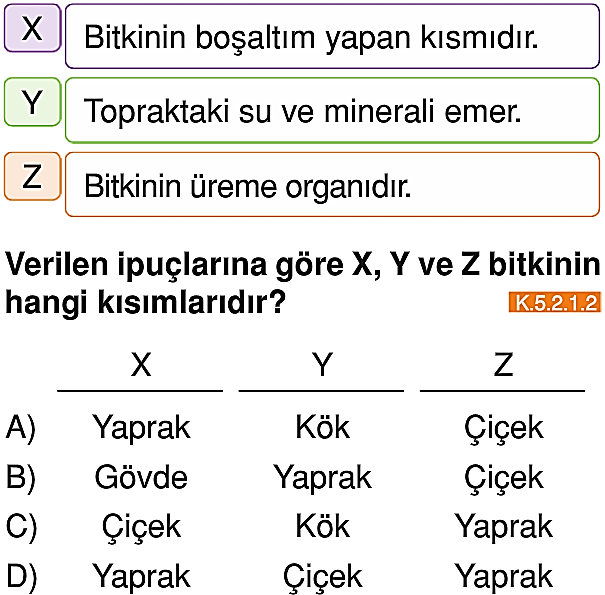 X Bitkinin boşaltım yapan kısmıdır.
Y Topraktaki su ve minerali emer.
Z Bitkinin üreme organıdır.
Verilen ipuçlarına göre X, Y ve Z bitkinin
hangi kısımlarıdır? K.5.2.1.2
X Y Z
A) Yaprak Kök Çiçek
B) Gövde Yaprak Çiçek
C) Çiçek Kök Yaprak
D) Yaprak Çiçek Yaprak